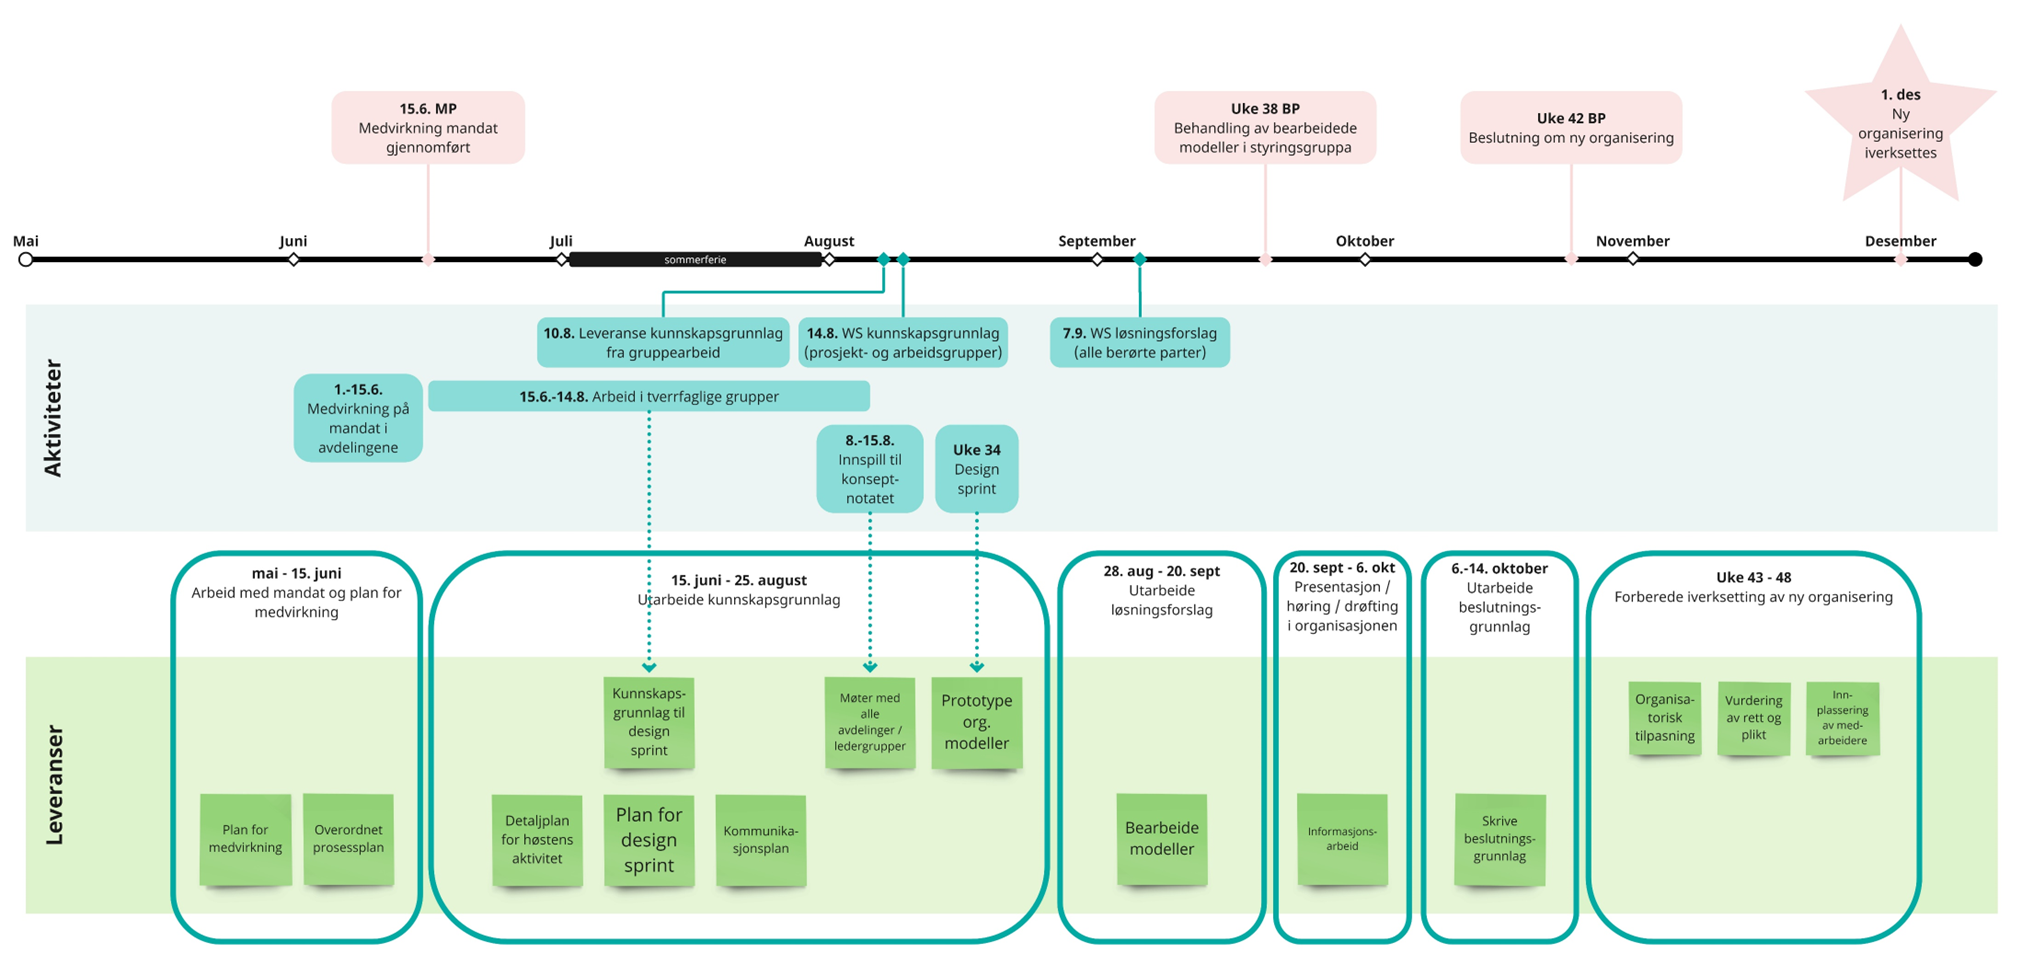 15.6. MP
Medvirkning mandat
gjennomført
Uke 38 BP
Behandling av bearbeidede
modeller i styringsgruppa
Uke 42 BP
Beslutning om ny organisering
1. des
Ny
organisering
iverksettes
Mai
Juni
Juli
August
September
Oktober
November
Desember
sommerferie
Aktiviteter
10.8. Leveranse kunnskapsgrunnlag
fra gruppearbeid
14.8. WS kunnskapsgrunnlag
(prosjekt- og arbeidsgrupper)
7.9. WS løsningsforslag
(alle berørte parter)
1.-15.6.
Medvirkning på
mandat i
avdelingene
15.6.-14.8. Arbeid i tverrfaglige grupper
8.-15.8.
Innspill til
konsept-
notatet
Uke 34
Design
sprint
mai - 15. juni
Arbeid med mandat og plan for
medvirkning
15. juni - 25. august
Utarbeide kunnskapsgrunnlag
28. aug - 20. sept
Utarbeide
løsningsforslag
20. sept - 6. okt
Presentasjon /
høring / drøfting
i organisasjonen
6.-14. oktober
Utarbeide
beslutnings-
grunnlag
Uke 43 - 48
Forberede iverksetting av ny organisering
Leveranser
Kunnskaps-
grunnlag til
design
sprint
Møter med
alle
avdelinger /
ledergrupper
Prototype
org.
modeller
Organisa-
torisk
tilpasning
Vurdering
av rett og
plikt
Inn-
plassering
av med-
arbeidere
Plan for
medvirkning
Overordnet
prosessplan
Detaljplan
for høstens
aktivitet
Plan for
design
sprint
Kommunika-
sjonsplan
Bearbeide
modeller
Informasjons-
arbeid
Skrive
beslutnings-
grunnlag